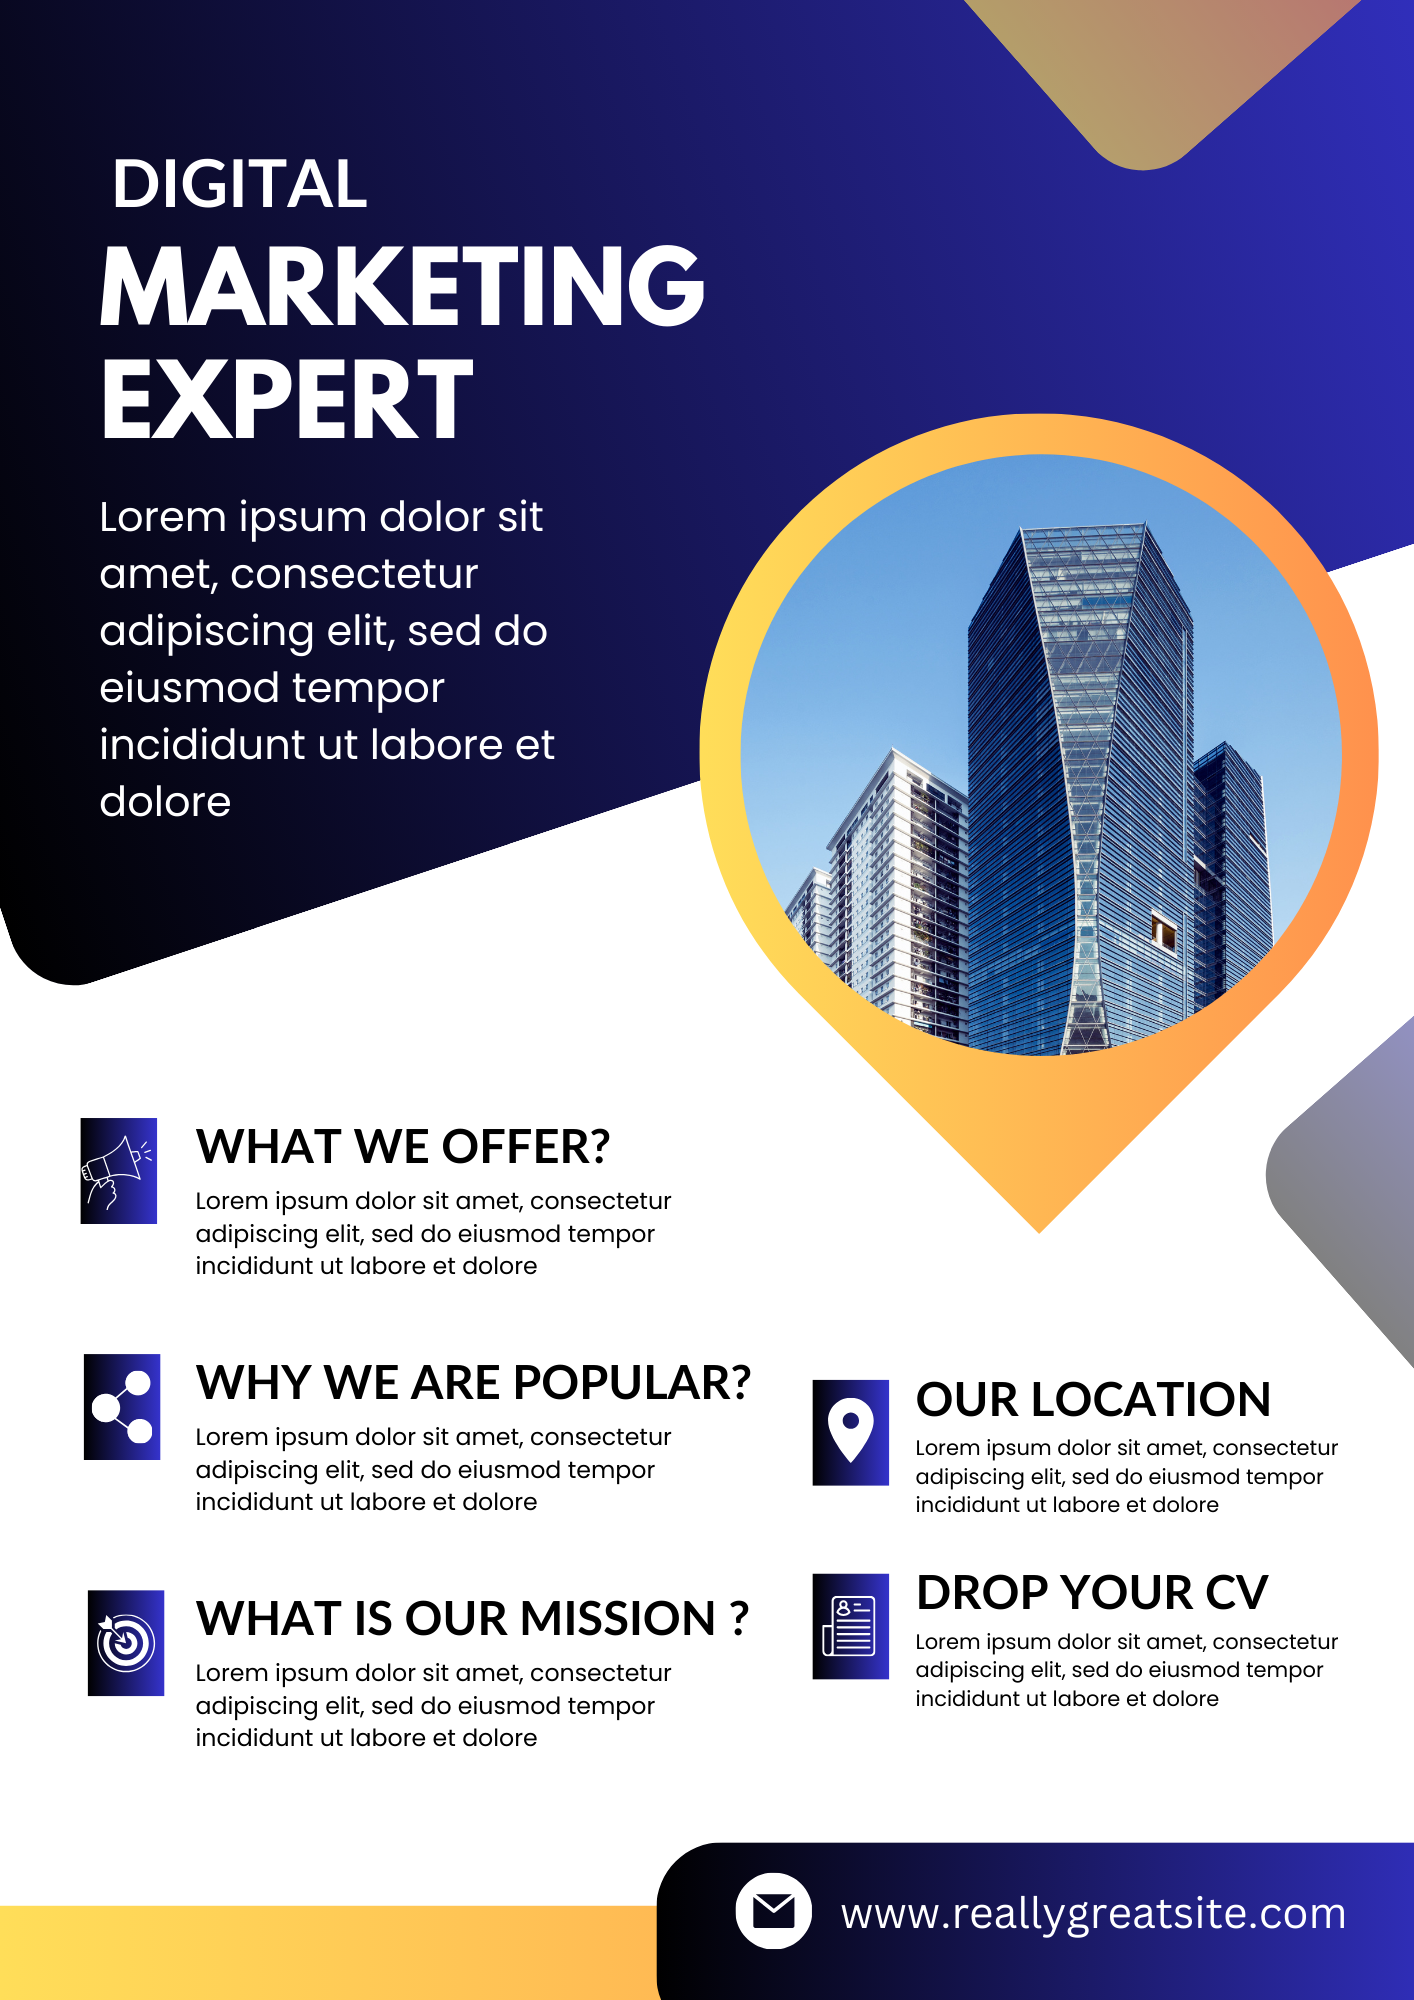 DIGITAL
MARKETING
EXPERT
Lorem ipsum dolor sit
amet, consectetur
adipiscing elit, sed do
eiusmod tempor
incididunt ut labore et
dolore
WHAT WE OFFER?
Lorem ipsum dolor sit amet, consectetur
adipiscing elit, sed do eiusmod tempor
incididunt ut labore et dolore
WHY WE ARE POPULAR?
Lorem ipsum dolor sit amet, consectetur
adipiscing elit, sed do eiusmod tempor
incididunt ut labore et dolore
WHAT IS OUR MISSION ?
Lorem ipsum dolor sit amet, consectetur
adipiscing elit, sed do eiusmod tempor
incididunt ut labore et dolore
OUR LOCATION
Lorem ipsum dolor sit amet, consectetur
adipiscing elit, sed do eiusmod tempor
incididunt ut labore et dolore
DROP YOUR CV
Lorem ipsum dolor sit amet, consectetur
adipiscing elit, sed do eiusmod tempor
incididunt ut labore et dolore
www.reallygreatsite.com